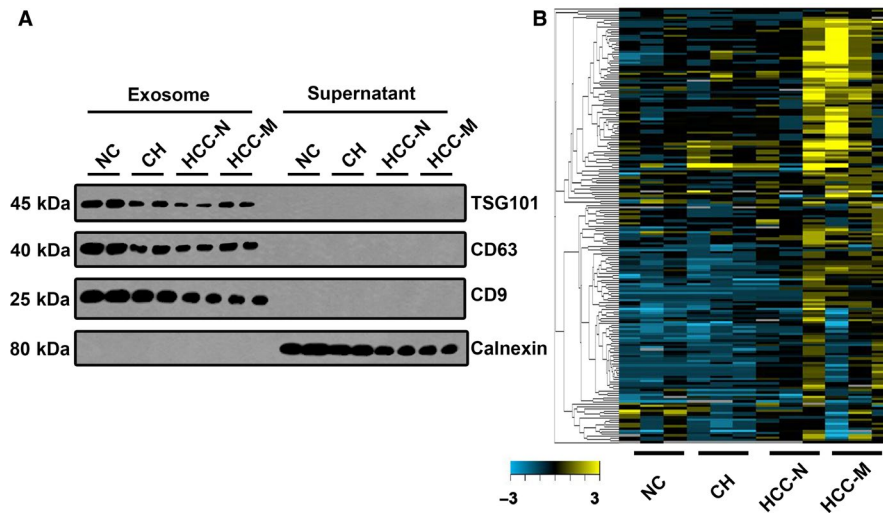 A
B
Exosome
Supernatant
NC
CH
HCC-N
HCC-M
NC
CH
HCC-N
HCC-M
45 kDa
TSG101
40 kDa
CD63
25 kDa
CD9
80 kDa
Calnexin
−3
3
NC
CH
HCC-N
HCC-M